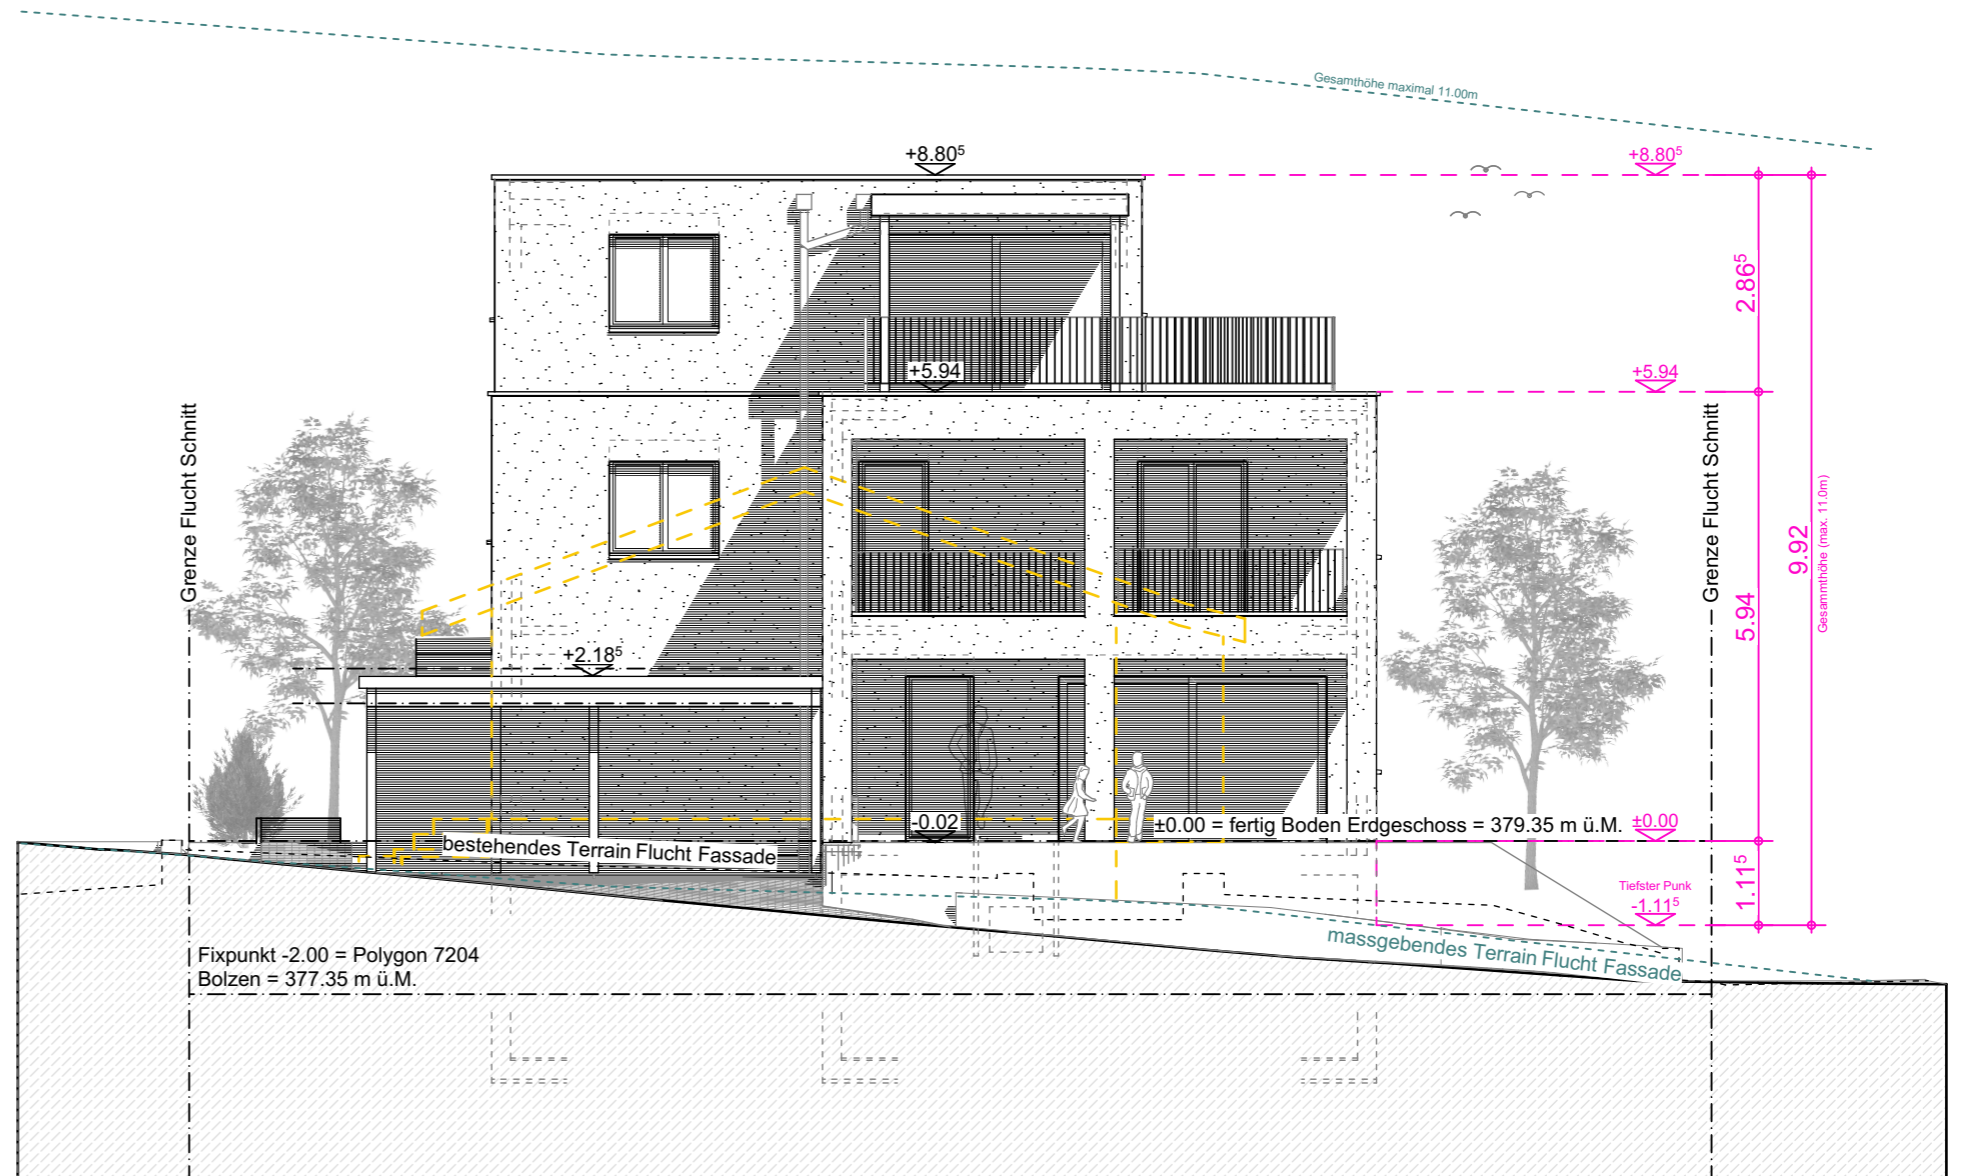 Gesamthöhe maximal 11.00m
+8.80⁵
+8.80⁵
2.86⁵
+5.94
+5.94
Grenze Flucht Schnitt
Grenze Flucht Schnitt
9.92
Gesammthöhe (max. 11.0m)
5.94
+2.18⁵
-0.02
±0.00 = fertig Boden Erdgeschoss = 379.35 m ü.M.
±0.00
bestehendes Terrain Flucht Fassade
1.11⁵
Tiefster Punk
-1.11⁵
massgebendes Terrain Flucht Fassade
Fixpunkt -2.00 = Polygon 7204
Bolzen = 377.35 m ü.M.